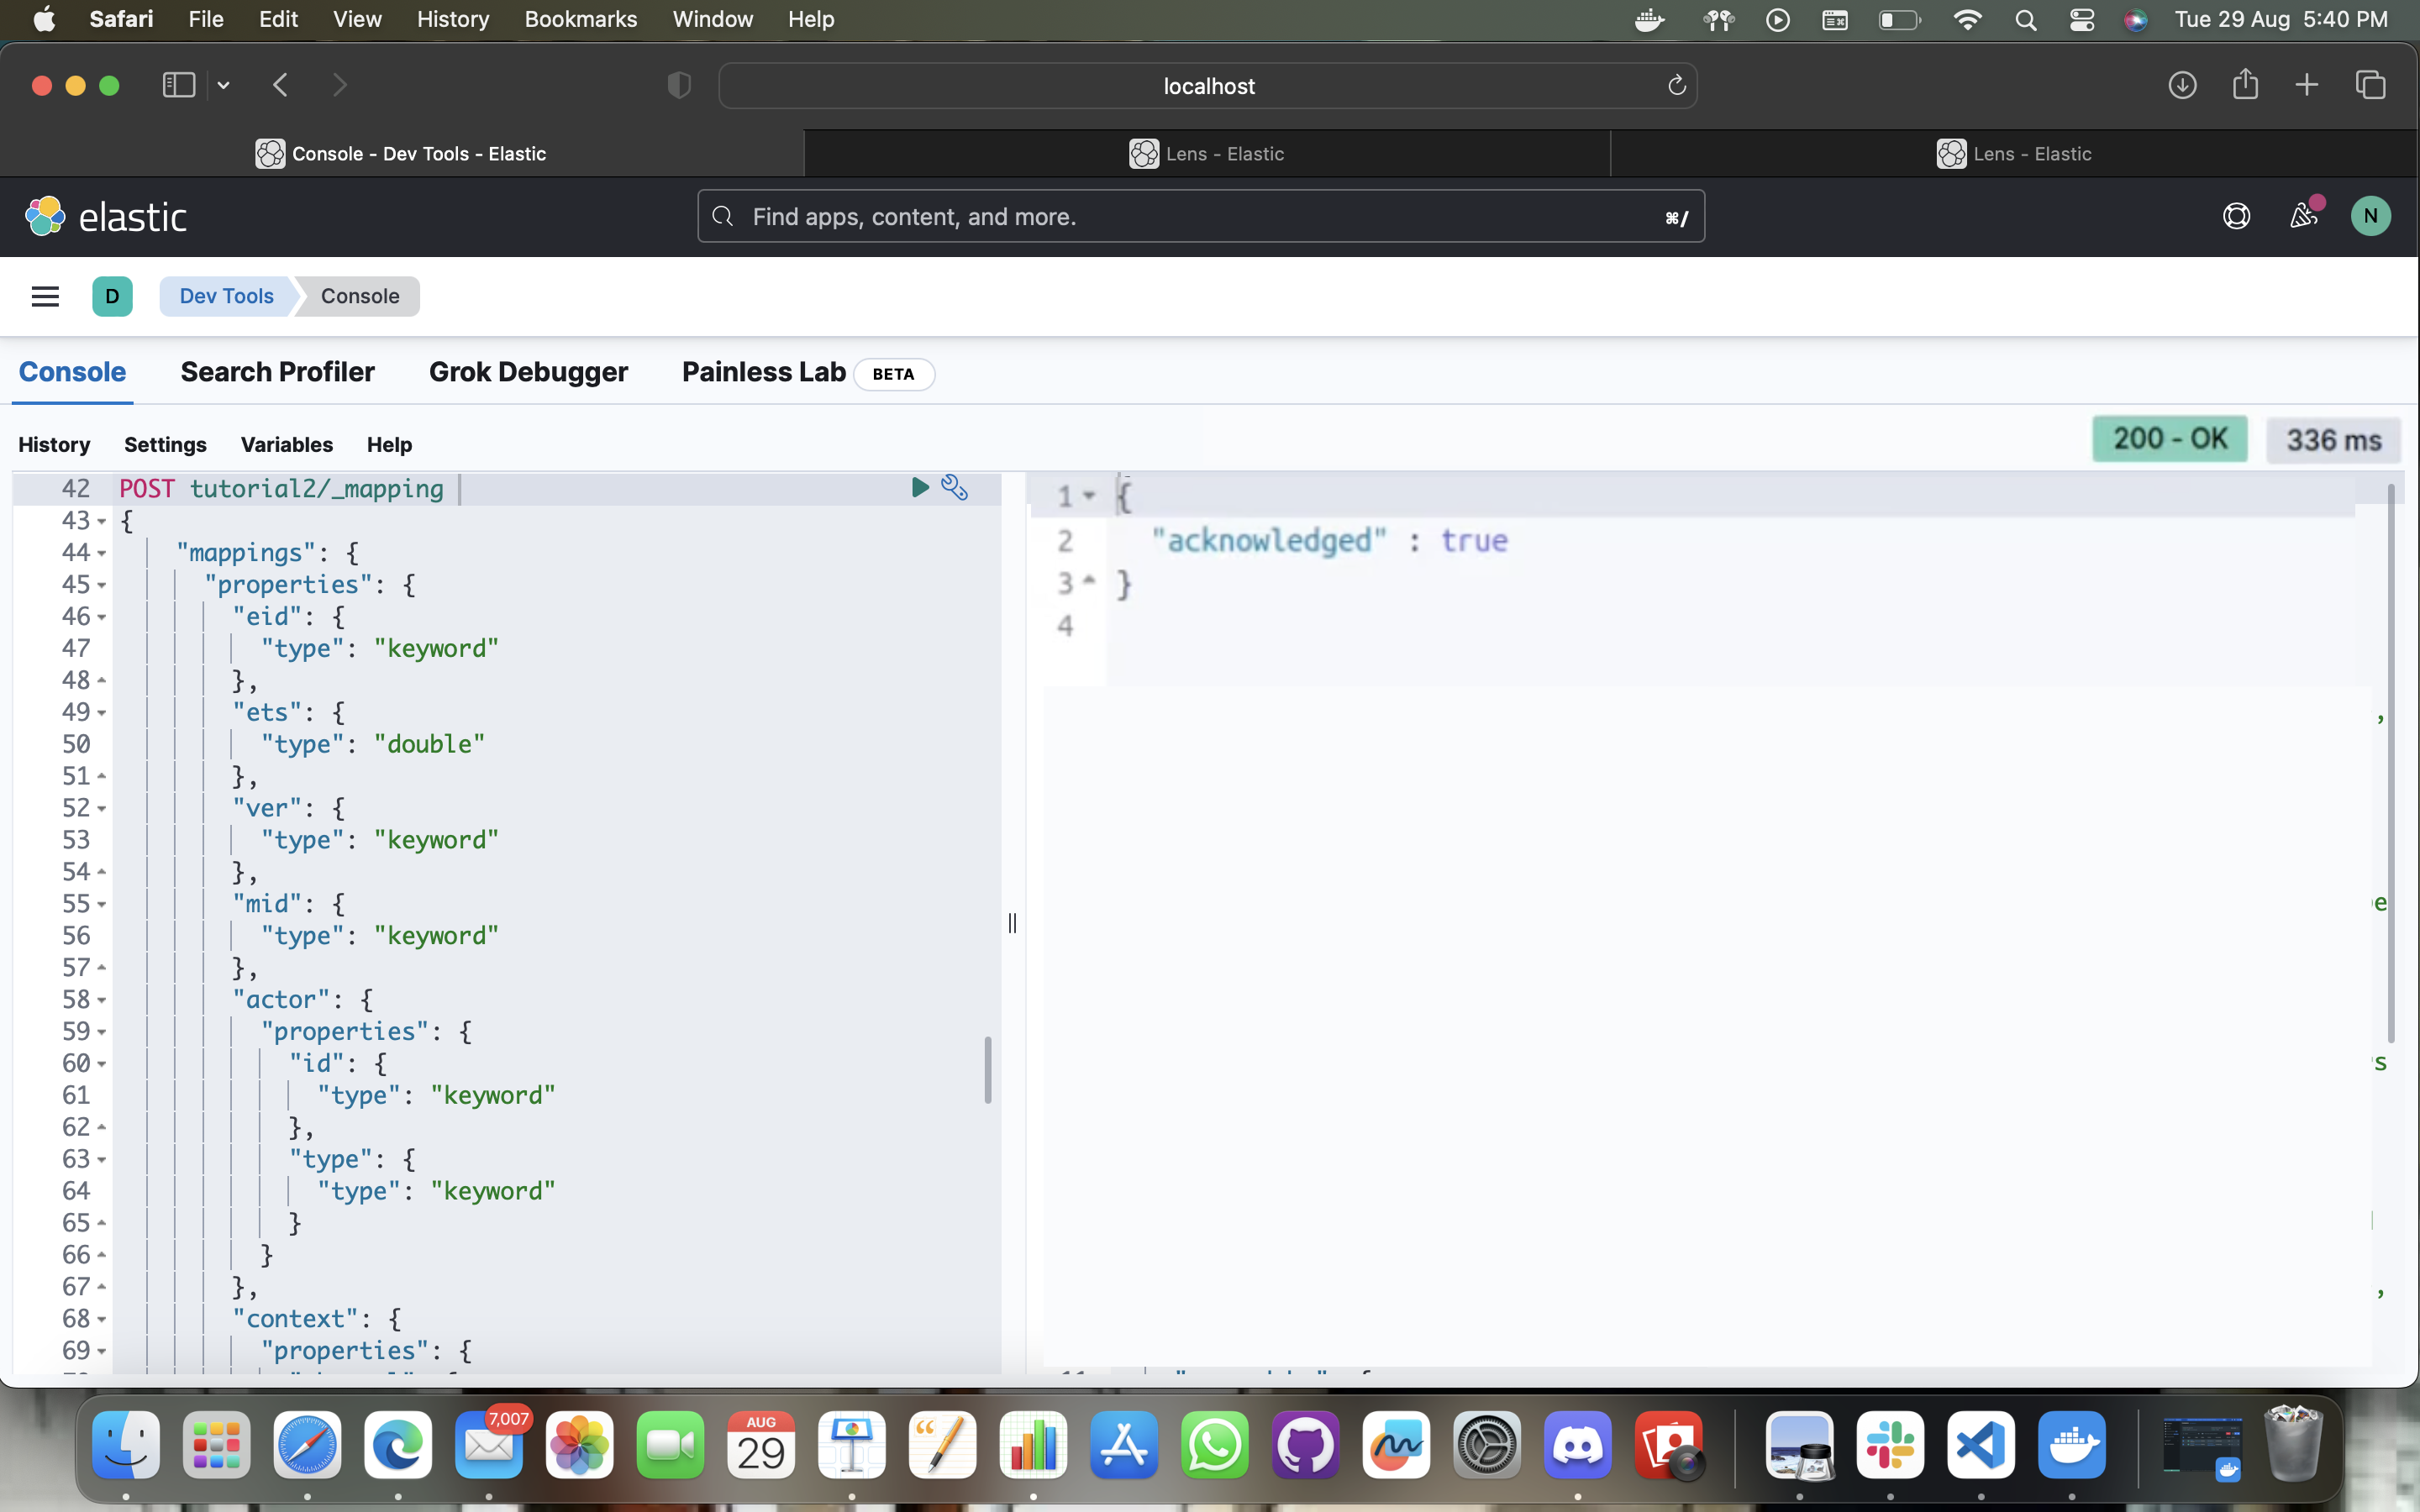 Safari File Edit View History Bookmarks Window Help Tue 29 Aug 5:40 PM
localhost
Console - Dev Tools - Elastic Lens - Elastic Lens - Elastic
elastic Find apps, content, and more. ⌘/ N
D Dev Tools Console
Console Search Profiler Grok Debugger Painless Lab BETA
History Settings Variables Help 200 - OK 336 ms
42 POST tutorial2/_mapping
43 {
44 "mappings": {
45 "properties": {
46 "eid": {
47 "type": "keyword"
48 },
49 "ets": {
50 "type": "double"
51 },
52 "ver": {
53 "type": "keyword"
54 },
55 "mid": {
56 "type": "keyword"
57 },
58 "actor": {
59 "properties": {
60 "id": {
61 "type": "keyword"
62 },
63 "type": {
64 "type": "keyword"
65 }
66 }
67 },
68 "context": {
69 "properties": {
1 {
2 "acknowledged" : true
3 }
4
,
e
s
,
7,007
AUG
29